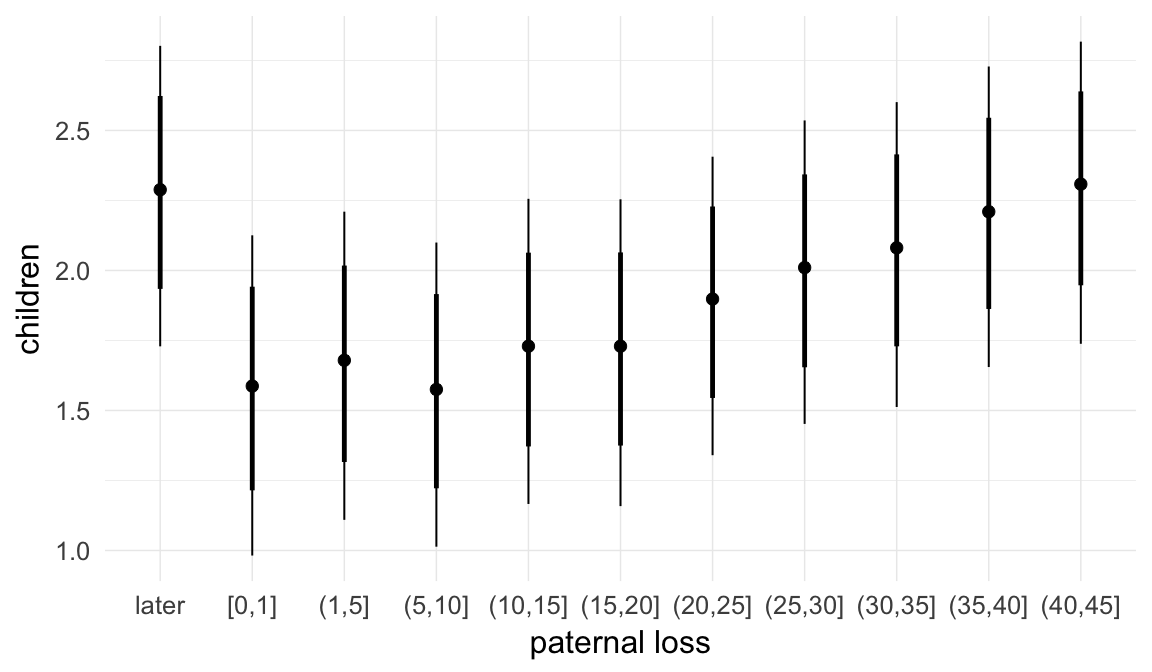 children
2.5
2.0
1.5
1.0
later [0,1] (1,5] (5,10] (10,15] (15,20] (20,25] (25,30] (30,35] (35,40] (40,45]
paternal loss